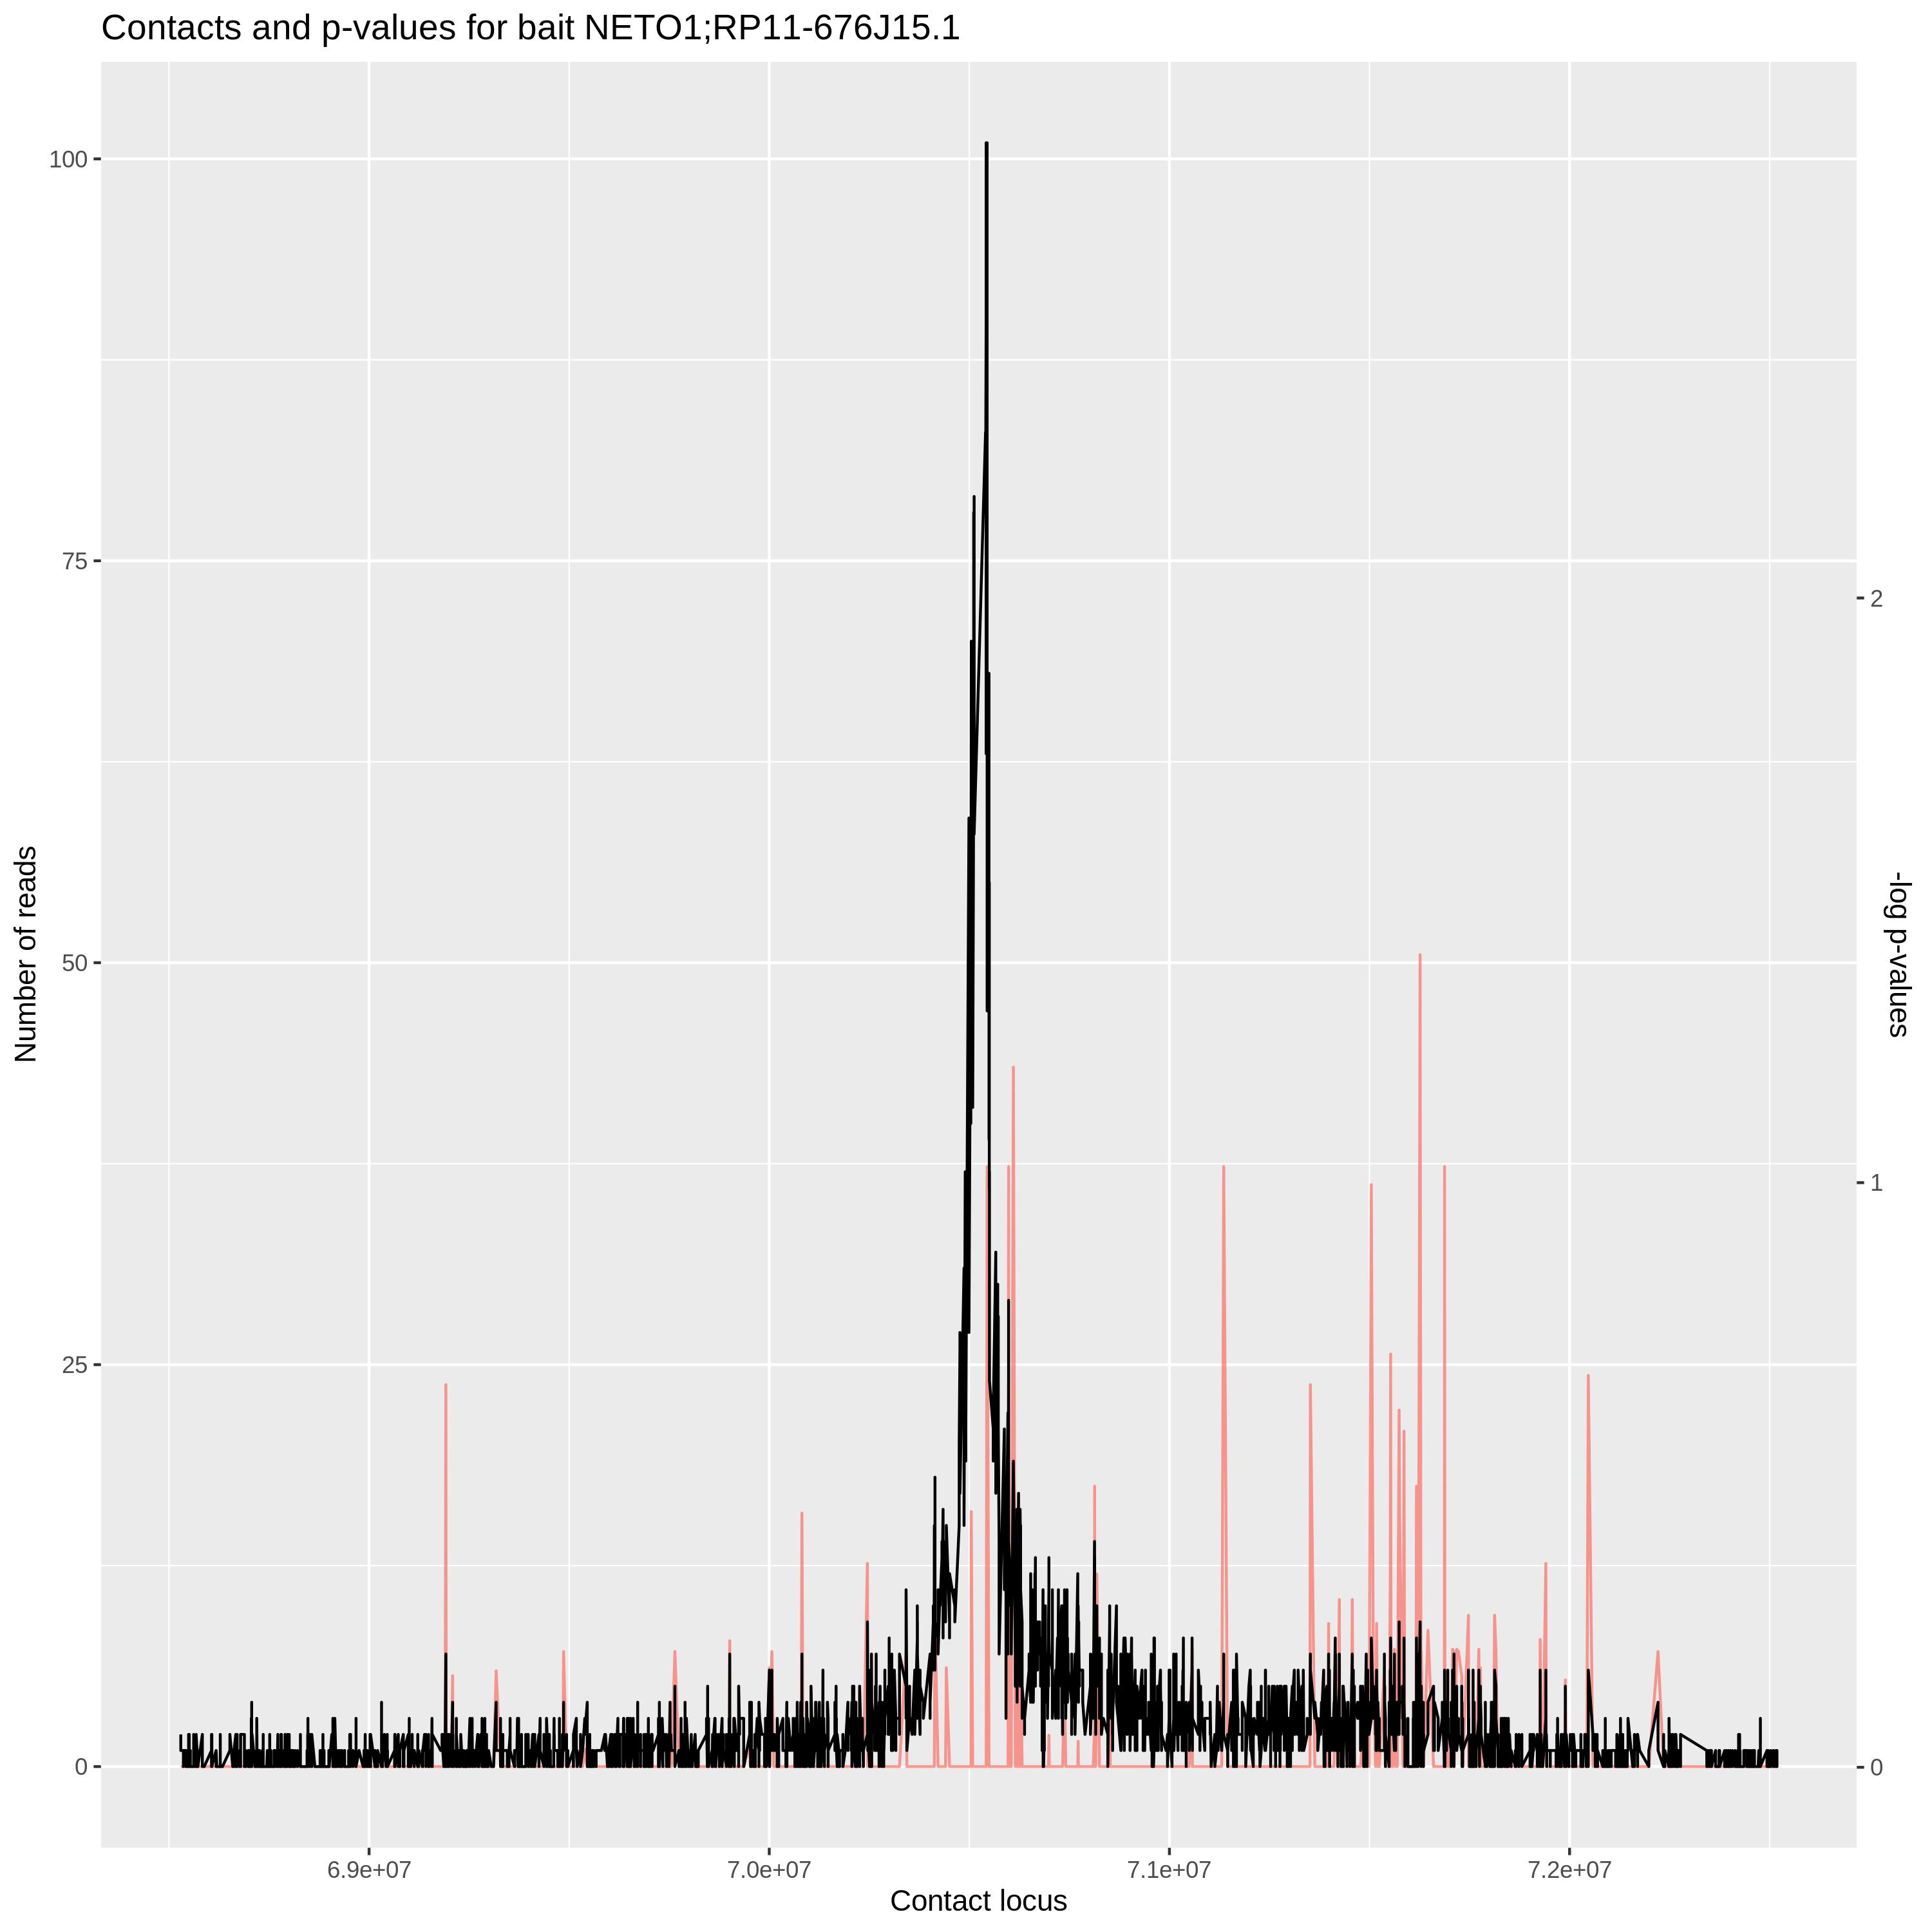 Contacts and p-values for bait NETO1;RP11-676J15.1
100
75
50
25
0
Number of reads
2
1
0
-log p-values
6.9e+07
7.0e+07
7.1e+07
7.2e+07
Contact locus